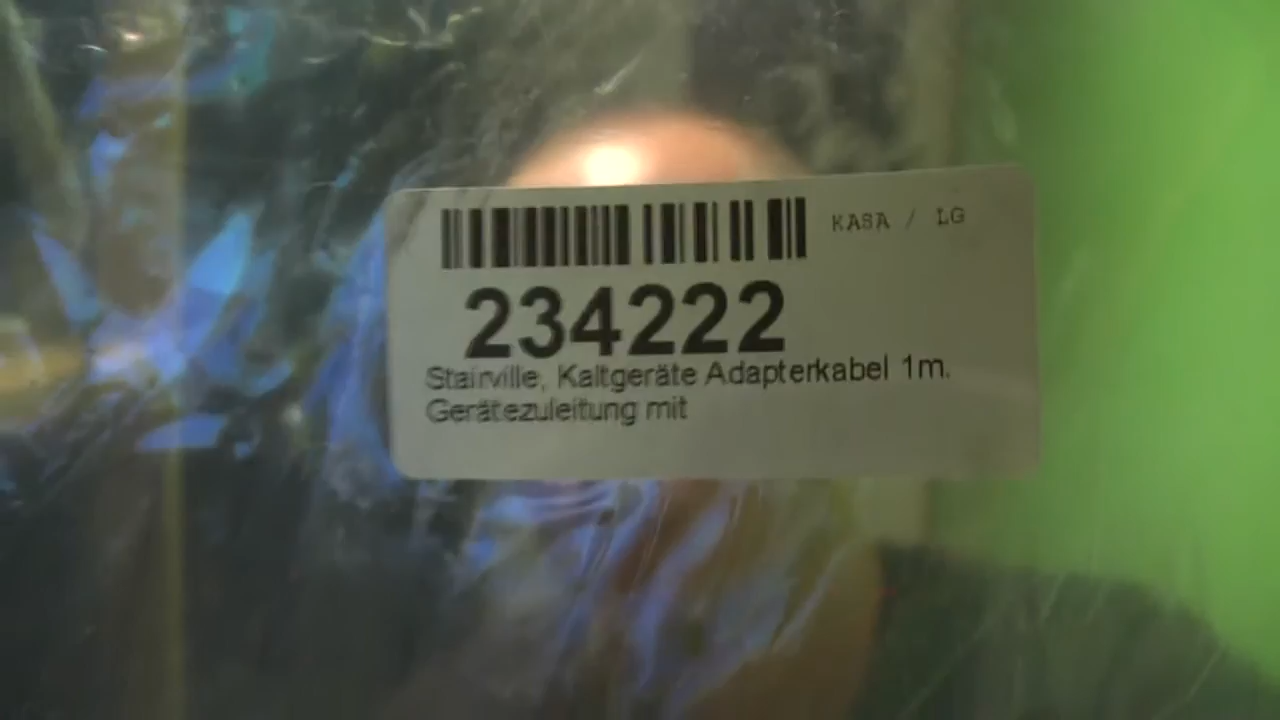 KASA / LG
234222
Stairville, Kaltgeräte Adapterkabel 1m.
Gerätezuleitung mit